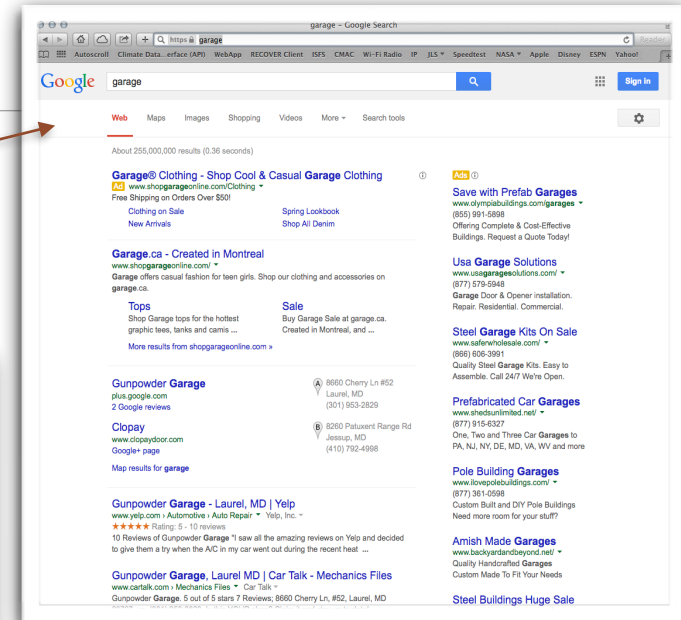 garage - Google Search
https garage
Reader
Autoscroll Climate Data...erface (API) WebApp RECOVER Client ISFS CMAC Wi-Fi Radio IP JLS Speedtest NASA Apple Disney ESPN Yahoo!
Google
garage
Sign in
Web Maps Images Shopping Videos More Search tools
About 255,000,000 results (0.36 seconds)
Garage® Clothing - Shop Cool & Casual Garage Clothing
Ad www.shopgarageonline.com/Clothing
Free Shipping on Orders Over $50!
Clothing on Sale Spring Lookbook
New Arrivals Shop All Denim
Garage.ca - Created in Montreal
www.shopgarageonline.com/
Garage offers casual fashion for teen girls. Shop our clothing and accessories on
garage.ca.
Tops
Shop Garage tops for the hottest
graphic tees, tanks and camis ...
Sale
Buy Garage Sale at garage.ca.
Created in Montreal, and ...
More results from shopgarageonline.com »
Gunpowder Garage
plus.google.com
2 Google reviews
A 8660 Cherry Ln #52
Laurel, MD
(301) 953-2829
Clopay
www.clopaydoor.com
Google+ page
B 8260 Patuxent Range Rd
Jessup, MD
(410) 792-4998
Map results for garage
Gunpowder Garage - Laurel, MD | Yelp
www.yelp.com › Automotive › Auto Repair Yelp, Inc.
★★★★★ Rating: 5 - 10 reviews
10 Reviews of Gunpowder Garage "I saw all the amazing reviews on Yelp and decided
to give them a try when the A/C in my car went out during the recent heat ...
Gunpowder Garage, Laurel MD | Car Talk - Mechanics Files
www.cartalk.com › Mechanics Files Car Talk
Gunpowder Garage. 5 out of 5 stars 7 Reviews; 8660 Cherry Ln, #52, Laurel, MD
Ads
Save with Prefab Garages
www.olympiabuildings.com/garages
(855) 991-5898
Offering Complete & Cost-Effective
Buildings. Request a Quote Today!
Usa Garage Solutions
www.usagaragesolutions.com/
(877) 579-5948
Garage Door & Opener installation.
Repair. Residential. Commercial.
Steel Garage Kits On Sale
www.saferwholesale.com/
(866) 606-3991
Quality Steel Garage Kits. Easy to
Assemble. Call 24/7 We're Open.
Prefabricated Car Garages
www.shedsunlimited.net/
(877) 915-6327
One, Two and Three Car Garages to
PA, NJ, NY, DE, MD, VA, WV and more
Pole Building Garages
www.ilovepolebuildings.com/
(877) 361-0598
Custom Built and DIY Pole Buildings
Need more room for your stuff?
Amish Made Garages
www.backyardandbeyond.net/
Quality Handcrafted Garages
Custom Made To Fit Your Needs
Steel Buildings Huge Sale